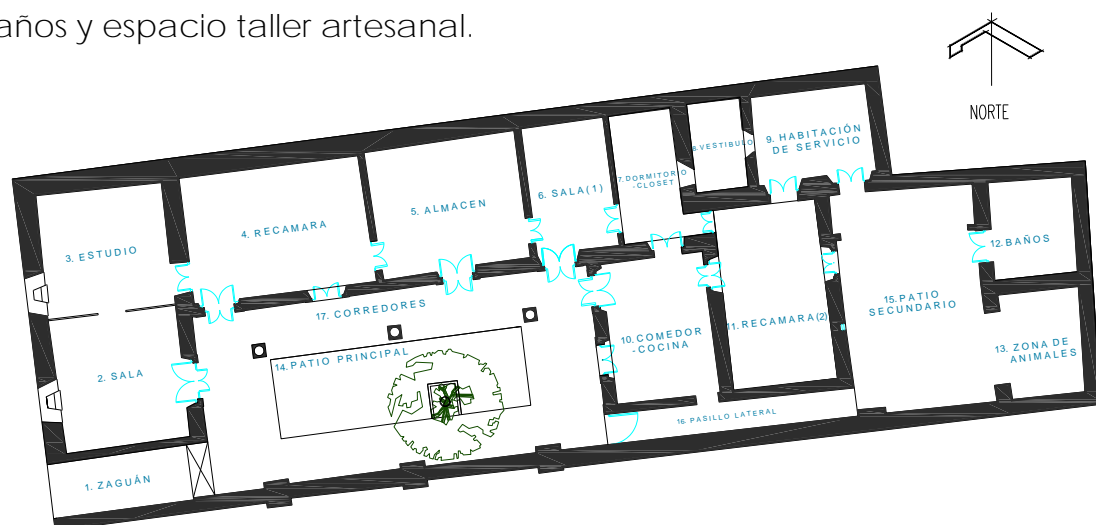 años y espacio taller artesanal.
NORTE
9. HABITACIÓN
DE SERVICIO
8. VESTIBULO
7. DORMITORIO
-CLOSET
6. SALA(1)
5. ALMACEN
4. RECAMARA
3. ESTUDIO
12. BAÑOS
17. CORREDORES
15. PATIO
SECUNDARIO
11. RECAMARA(2)
10. COMEDOR
-COCINA
13. ZONA DE
ANIMALES
14. PATIO PRINCIPAL
2. SALA
16. PASILLO LATERAL
1. ZAGUÁN